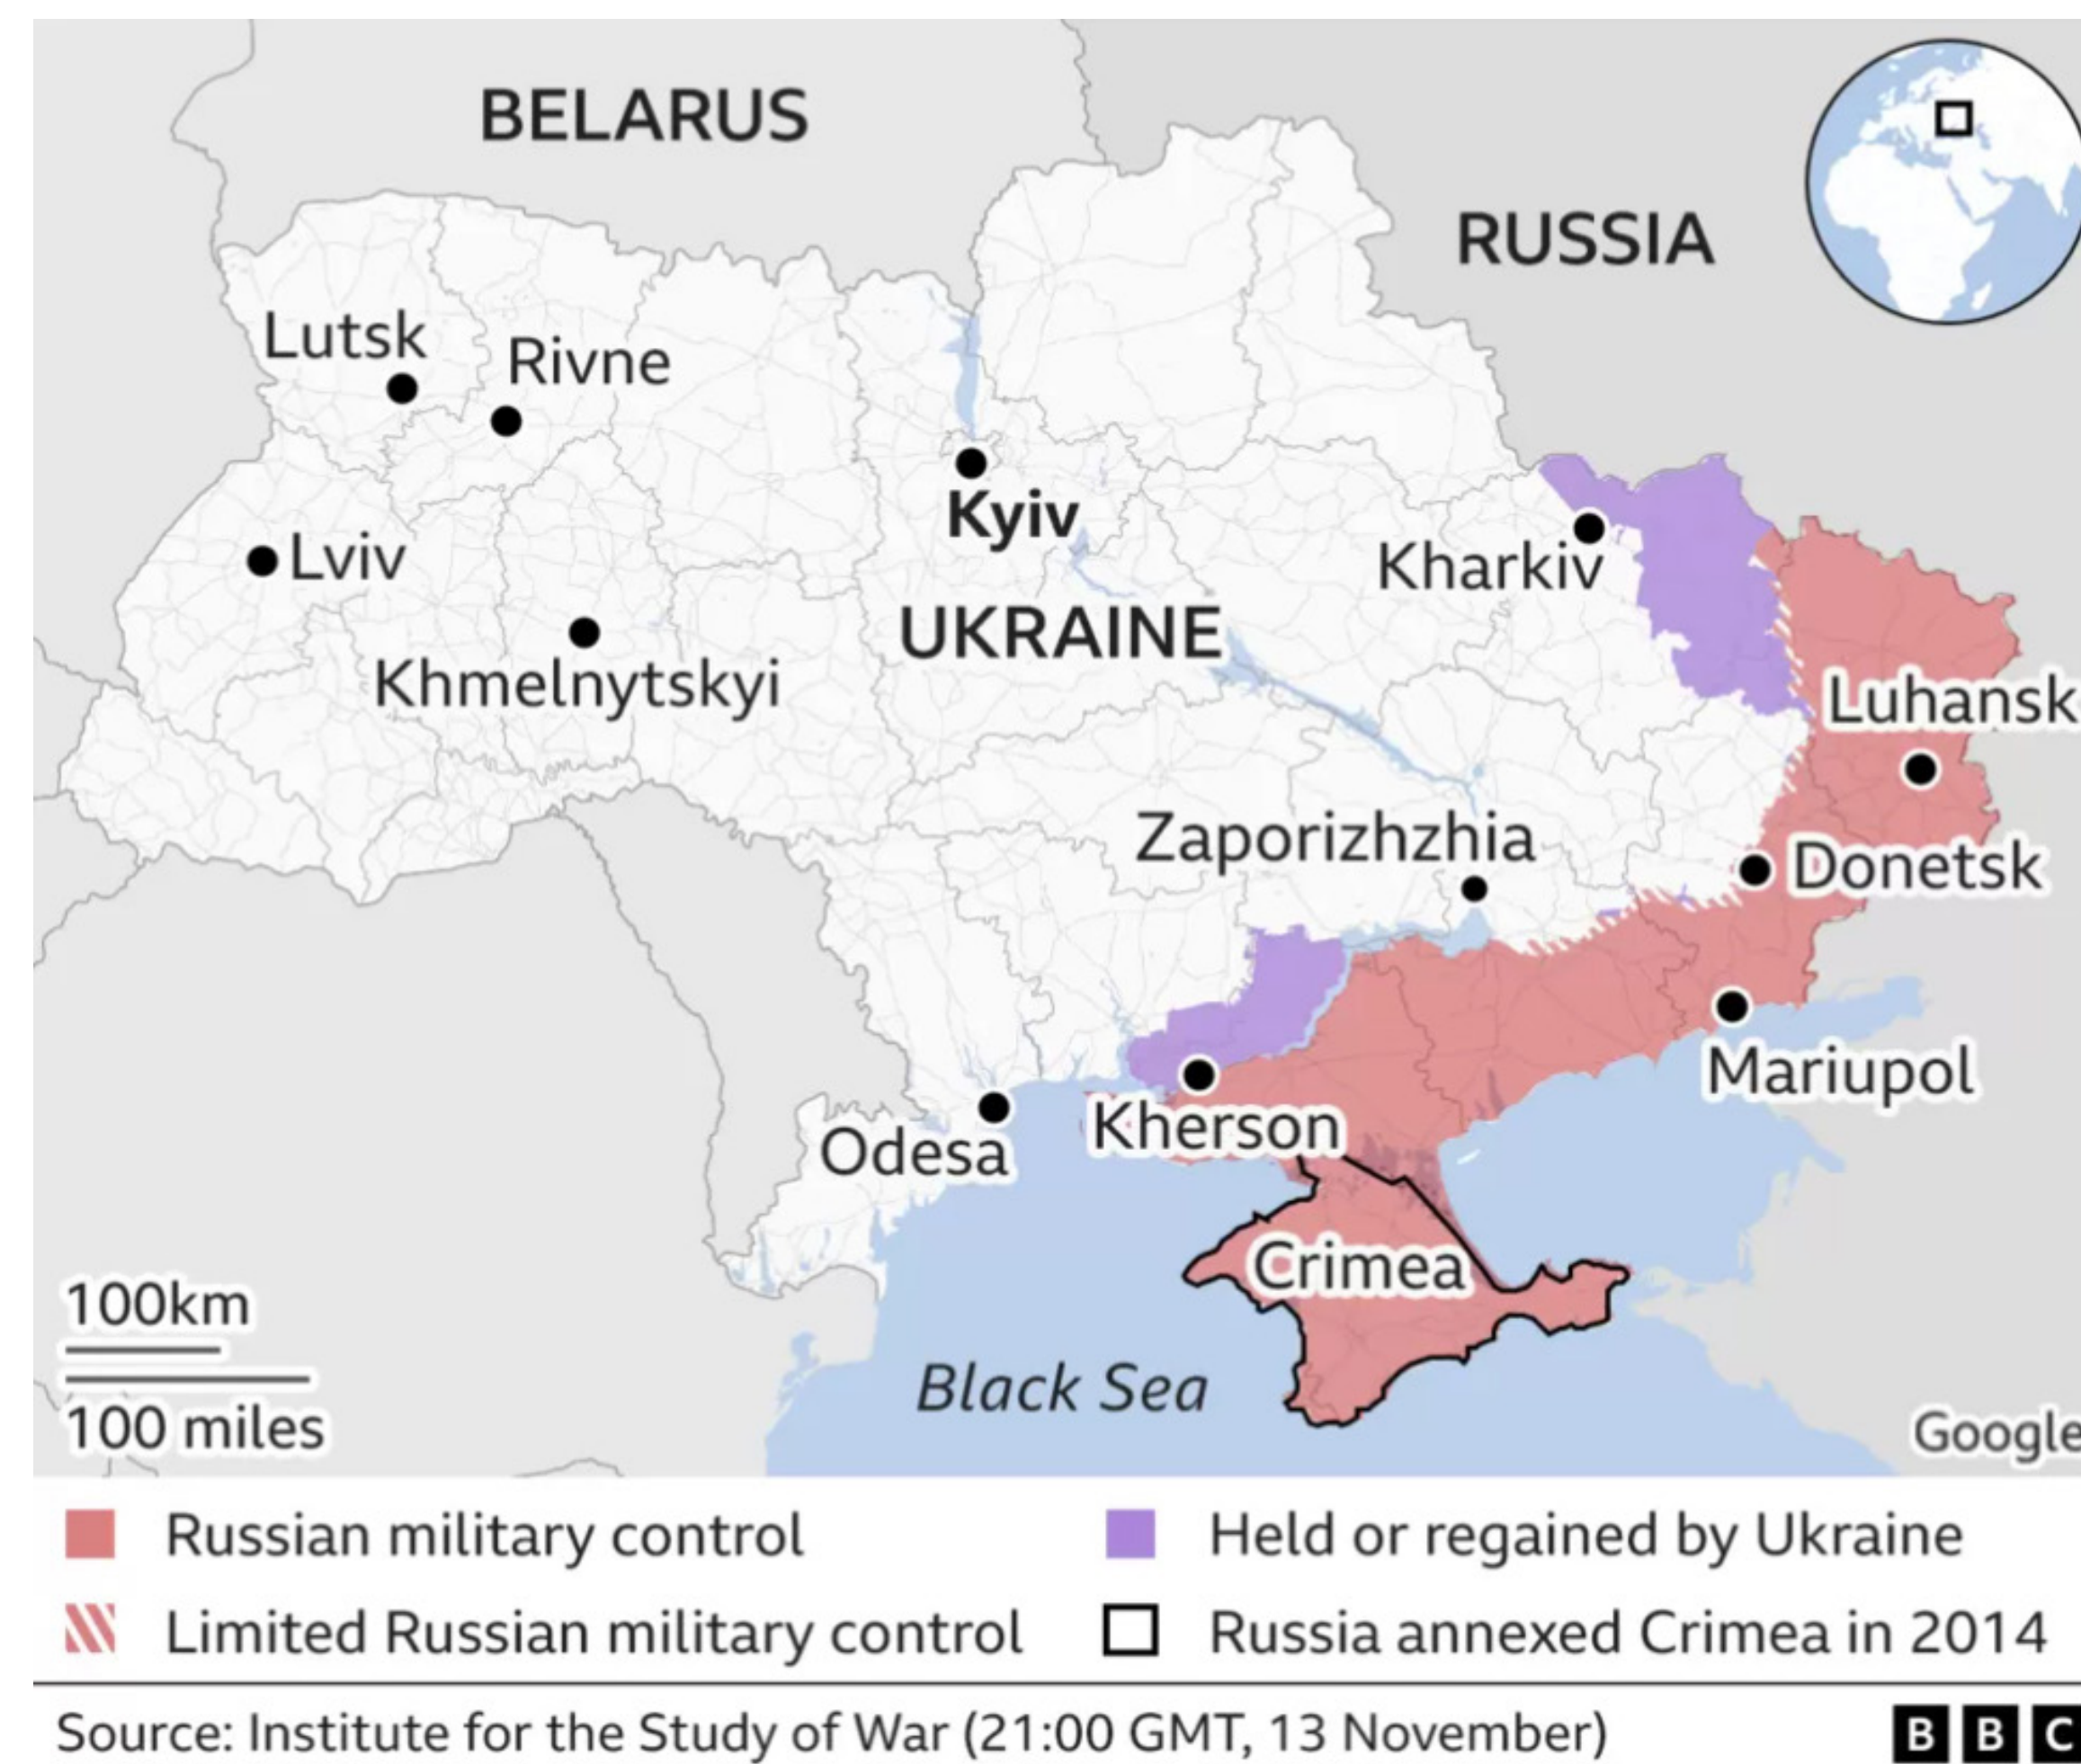 BELARUS
RUSSIA
Lutsk
Rivne
Kyiv
Lviv
Kharkiv
UKRAINE
Khmelnytskyi
Luhansk
Zaporizhzhia
Donetsk
Mariupol
Kherson
Odesa
Crimea
100km
Black Sea
100 miles
Google
Russian military control
Held or regained by Ukraine
Limited Russian military control
Russia annexed Crimea in 2014
Source: Institute for the Study of War (21:00 GMT, 13 November)
BBC